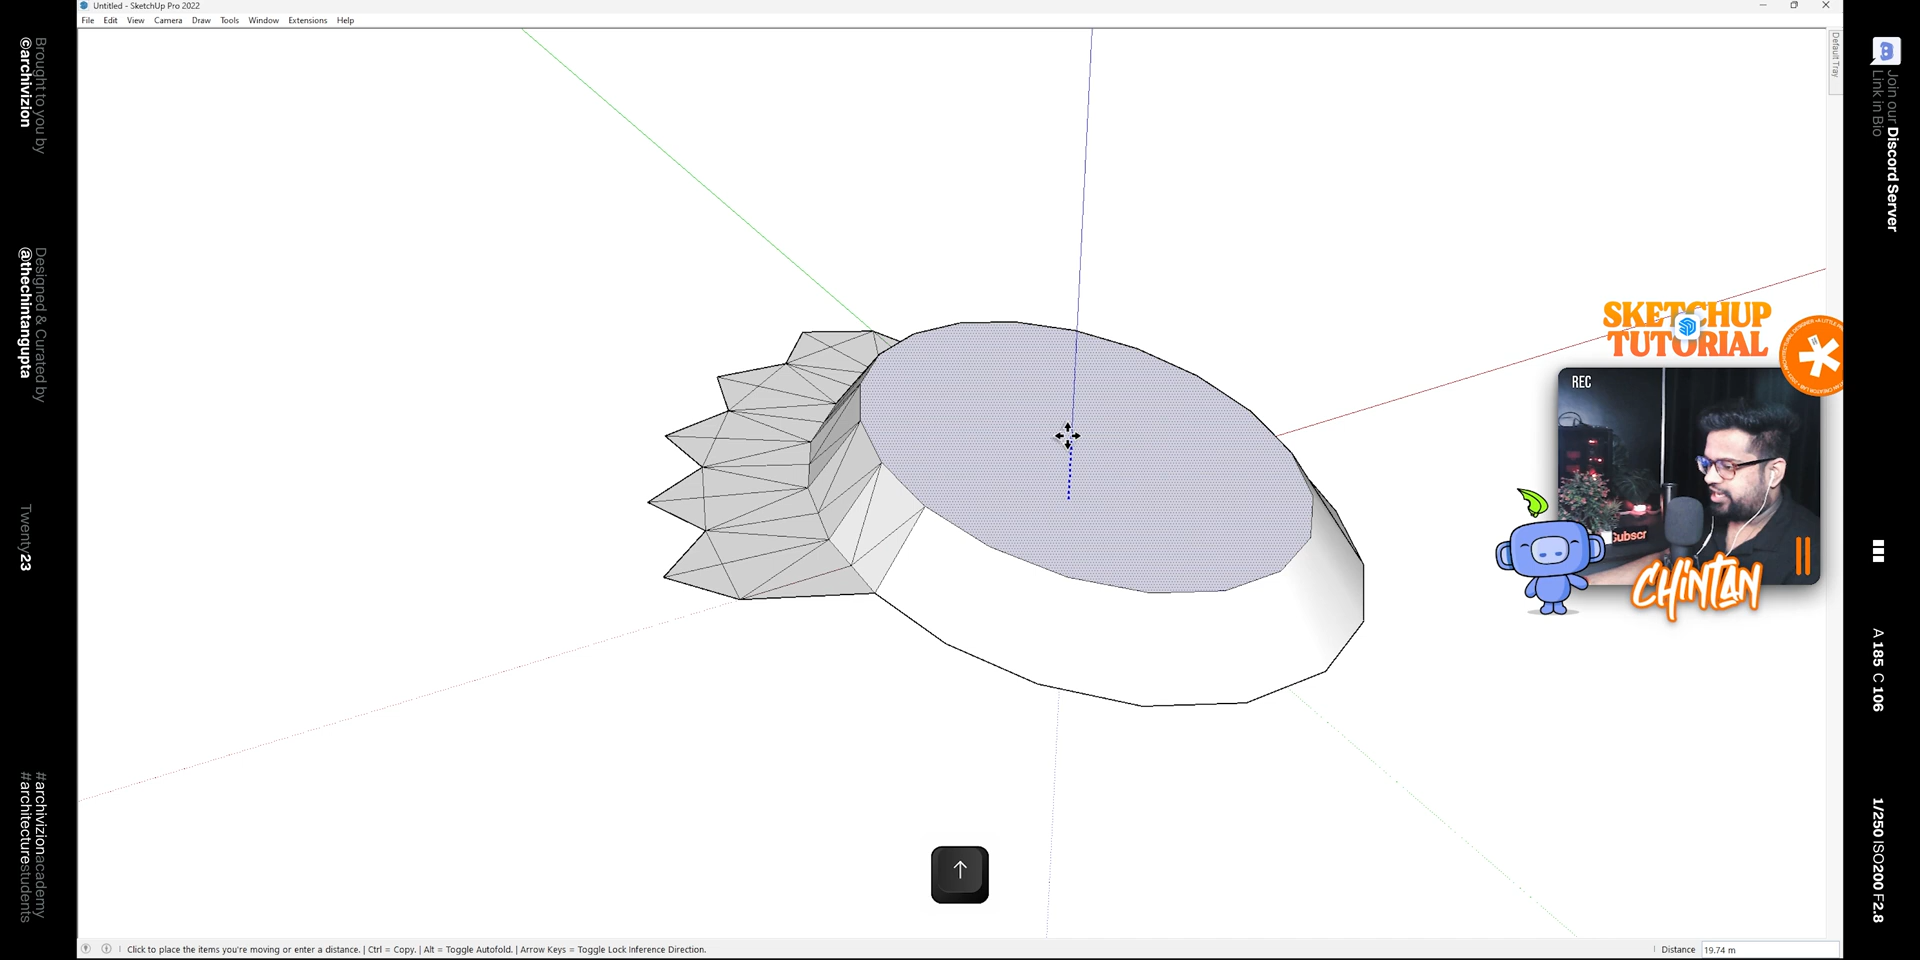 Untitled - SketchUp Pro 2022
File Edit View Camera Draw Tools Window Extensions Help
Default Tray
Brought to you by
©archivizion
Designed & Curated by
@thechintangupta
Twenty23
#archivizionacademy
#architecturestudents
Join our Discord Server
Link in Bio
A 185 C 106
1/250 ISO200 F2.8
SKETCHUP
TUTORIAL
REC
Subscr
CHINTAN
Click to place the items you're moving or enter a distance. | Ctrl = Copy. | Alt = Toggle Autofold. | Arrow Keys = Toggle Lock Inference Direction.
Distance 19.74 m